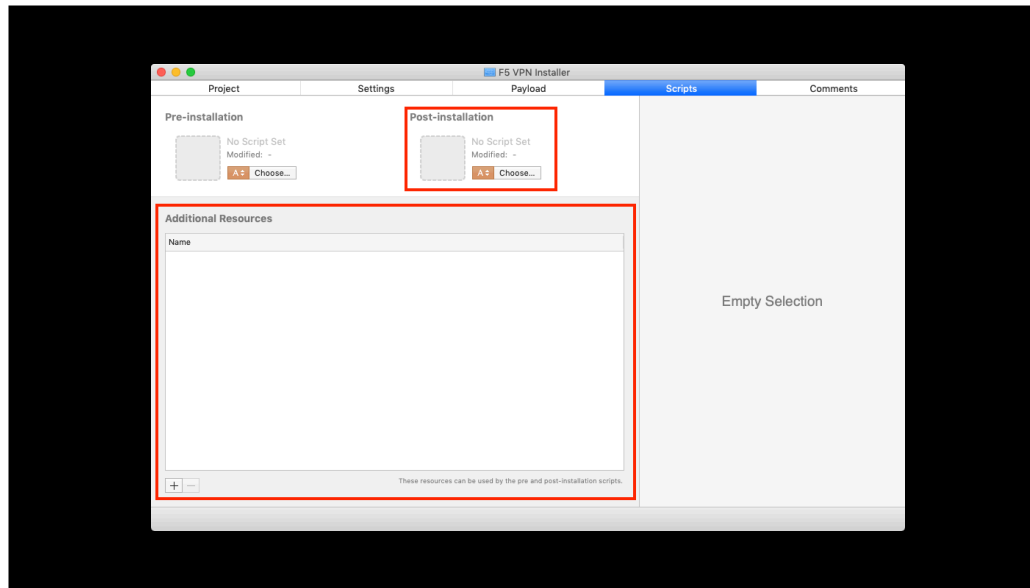 F5 VPN Installer
Project Settings Payload Scripts Comments
Pre-installation
No Script Set
Modified: -
A Choose...
Post-installation
No Script Set
Modified: -
A Choose...
Additional Resources
Name
+ −
These resources can be used by the pre and post-installation scripts.
Empty Selection